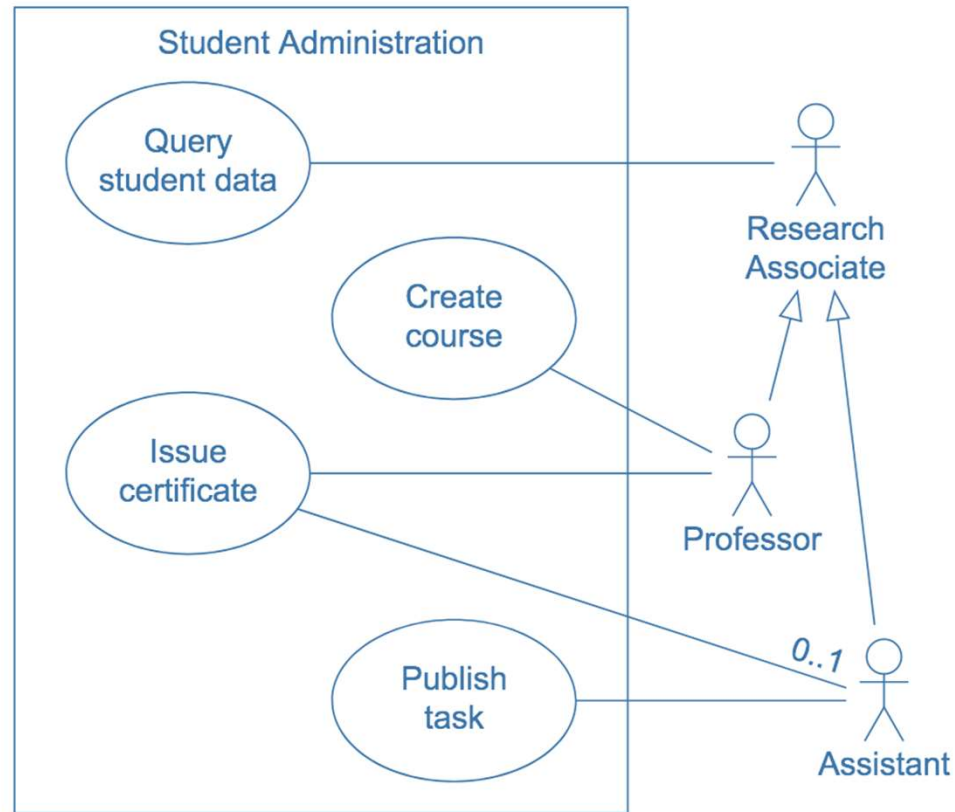 Student Administration
Query
student data
Research
Associate
Create
course
Issue
certificate
Professor
0..1
Publish
task
Assistant